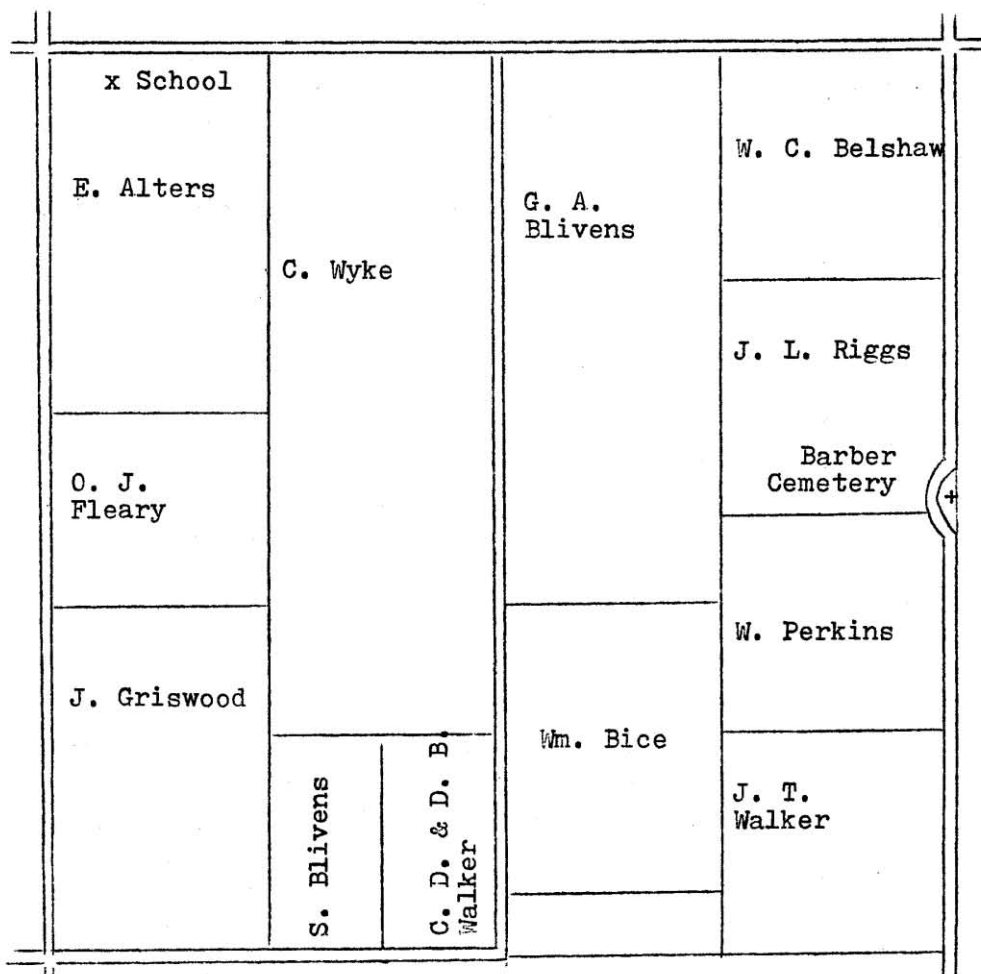 x School
E. Alters
O. J.
Fleary
J. Griswood
C. Wyke
S. Blivens
C. D. & D. B.
Walker
G. A.
Blivens
Wm. Bice
W. C. Belshaw
J. L. Riggs
Barber
Cemetery
+
W. Perkins
J. T.
Walker